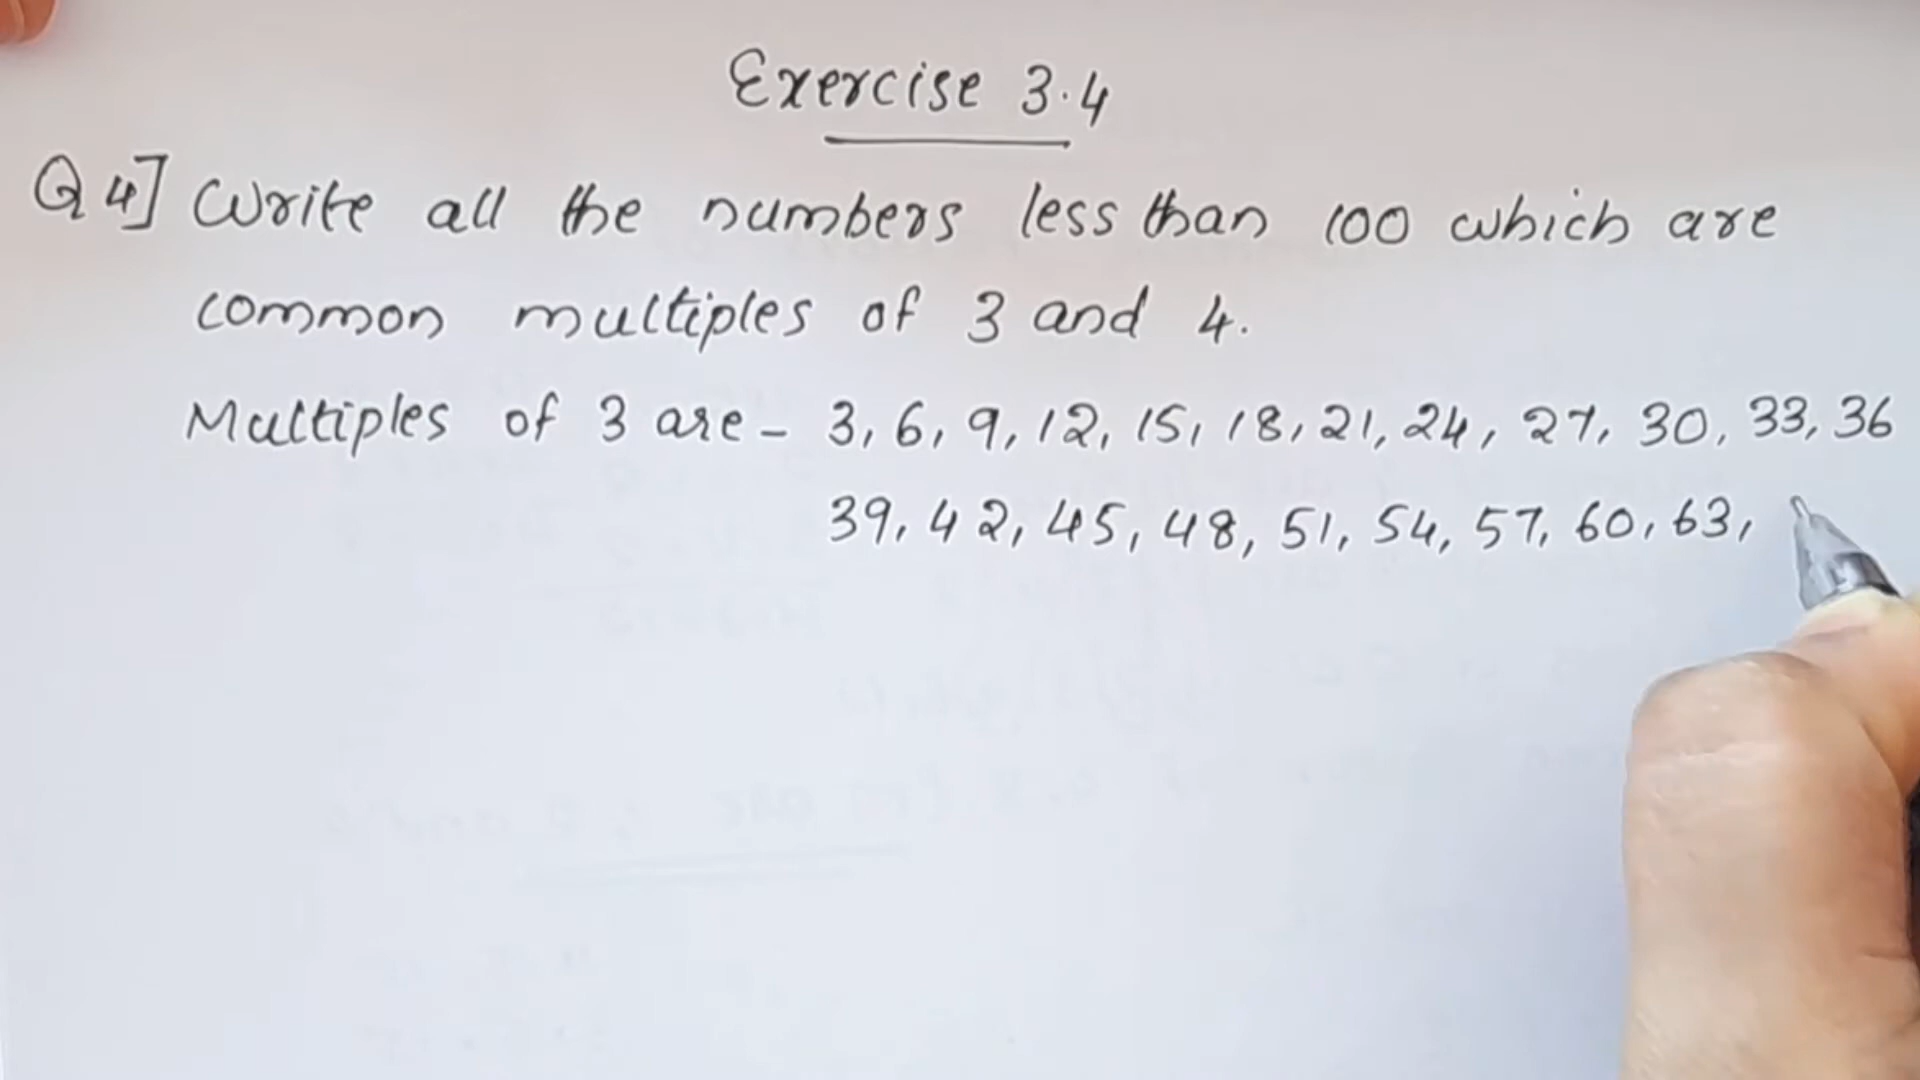 Exercise 3.4
Q4] Write all the numbers less than 100 which are
common multiples of 3 and 4.
Multiples of 3 are - 3, 6, 9, 12, 15, 18, 21, 24, 27, 30, 33, 36
39, 42, 45, 48, 51, 54, 57, 60, 63,